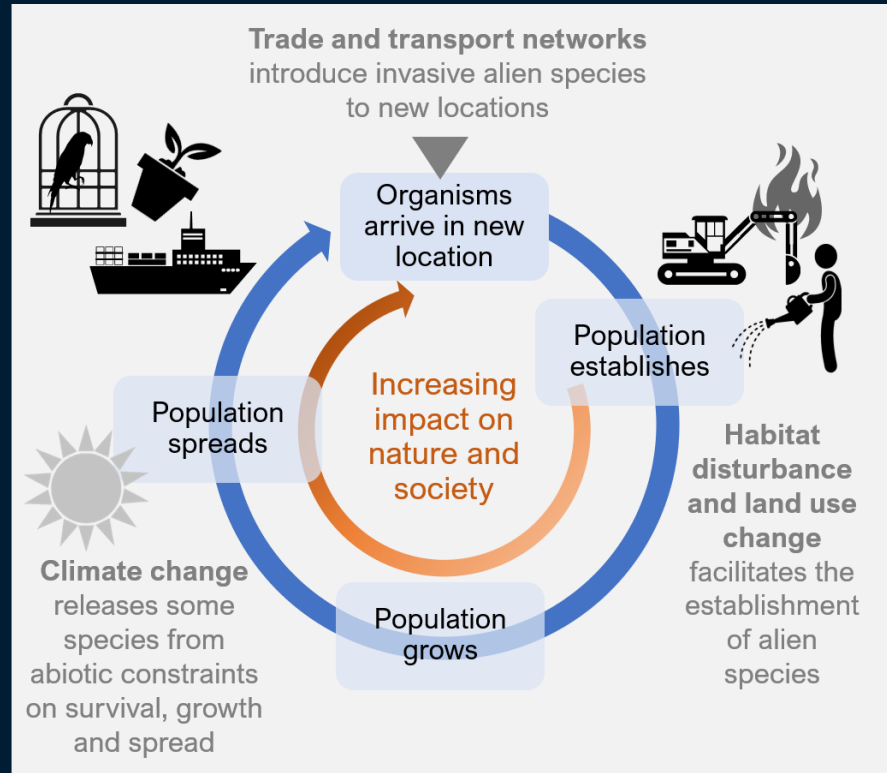 Trade and transport networks
introduce invasive alien species
to new locations
Organisms
arrive in new
location
Population
establishes
Increasing
impact on
nature and
society
Population
spreads
Habitat
disturbance
and land use
change
facilitates the
establishment
of alien
species
Climate change
releases some
species from
abiotic constraints
on survival, growth
and spread
Population
grows